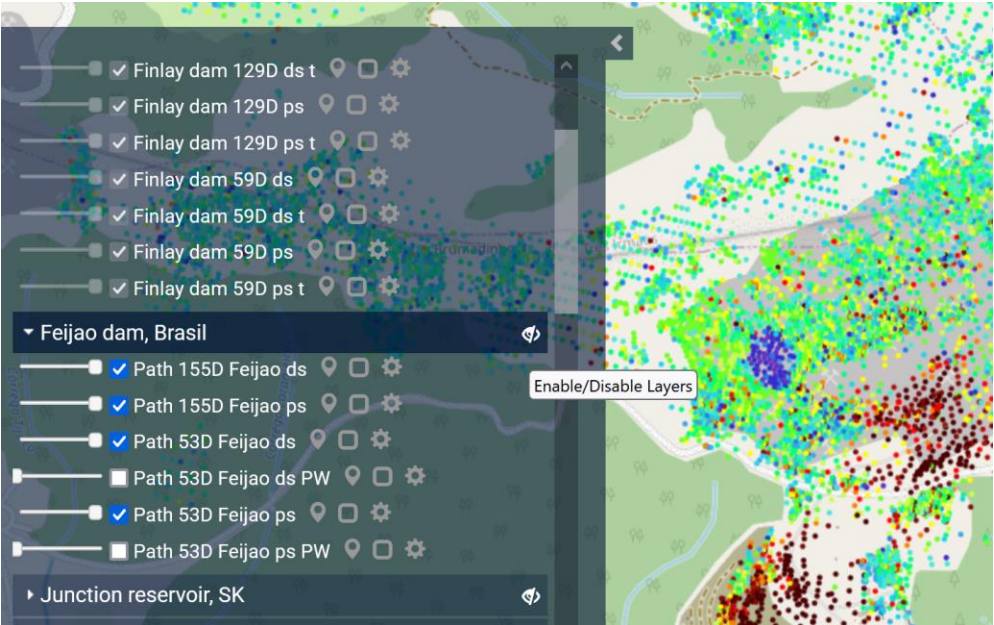 Finlay dam 129D ds t
Finlay dam 129D ps
Finlay dam 129D ps t
Finlay dam 59D ds
Finlay dam 59D ds t
Finlay dam 59D ps
Finlay dam 59D ps t
Feijao dam, Brasil
Path 155D Feijao ds
Enable/Disable Layers
Path 155D Feijao ps
Path 53D Feijao ds
Path 53D Feijao ds PW
Path 53D Feijao ps
Path 53D Feijao ps PW
Junction reservoir, SK